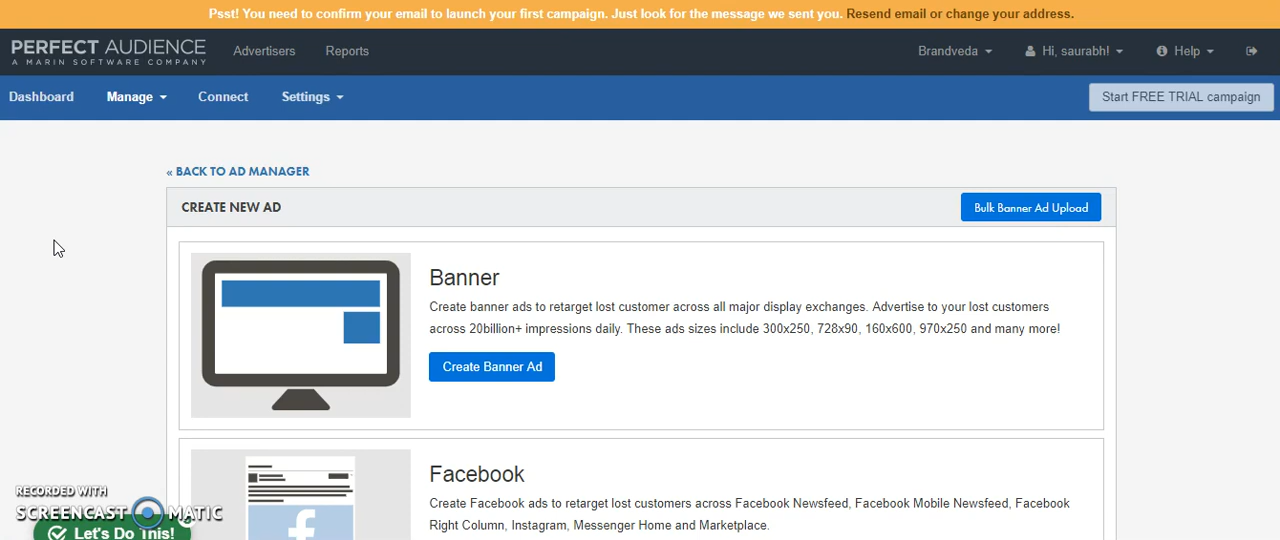 Psst! You need to confirm your email to launch your first campaign. Just look for the message we sent you. Resend email or change your address.
PERFECT AUDIENCE
A MARIN SOFTWARE COMPANY
Advertisers Reports Brandveda Hi, saurabh! Help
Dashboard Manage Connect Settings Start FREE TRIAL campaign
« BACK TO AD MANAGER
CREATE NEW AD Bulk Banner Ad Upload
Banner
Create banner ads to retarget lost customer across all major display exchanges. Advertise to your lost customers
across 20billion+ impressions daily. These ads sizes include 300x250, 728x90, 160x600, 970x250 and many more!
Create Banner Ad
Facebook
Create Facebook ads to retarget lost customers across Facebook Newsfeed, Facebook Mobile Newsfeed, Facebook
Right Column, Instagram, Messenger Home and Marketplace.
RECORDED WITH
SCREENCAST MATIC
Let's Do This!